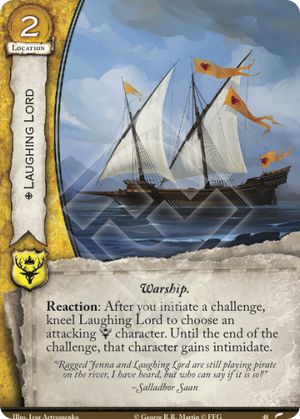 2
LOCATION
LAUGHING LORD
Warship.
Reaction: After you initiate a challenge,
kneel Laughing Lord to choose an
attacking character. Until the end of the
challenge, that character gains intimidate.
"Ragged Jenna and Laughing Lord are still playing pirate
on the river, I have heard, but who can say if it is so?"
–Salladhor Saan
Illus. Igor Artyomenko
© George R.R. Martin © FFG
48